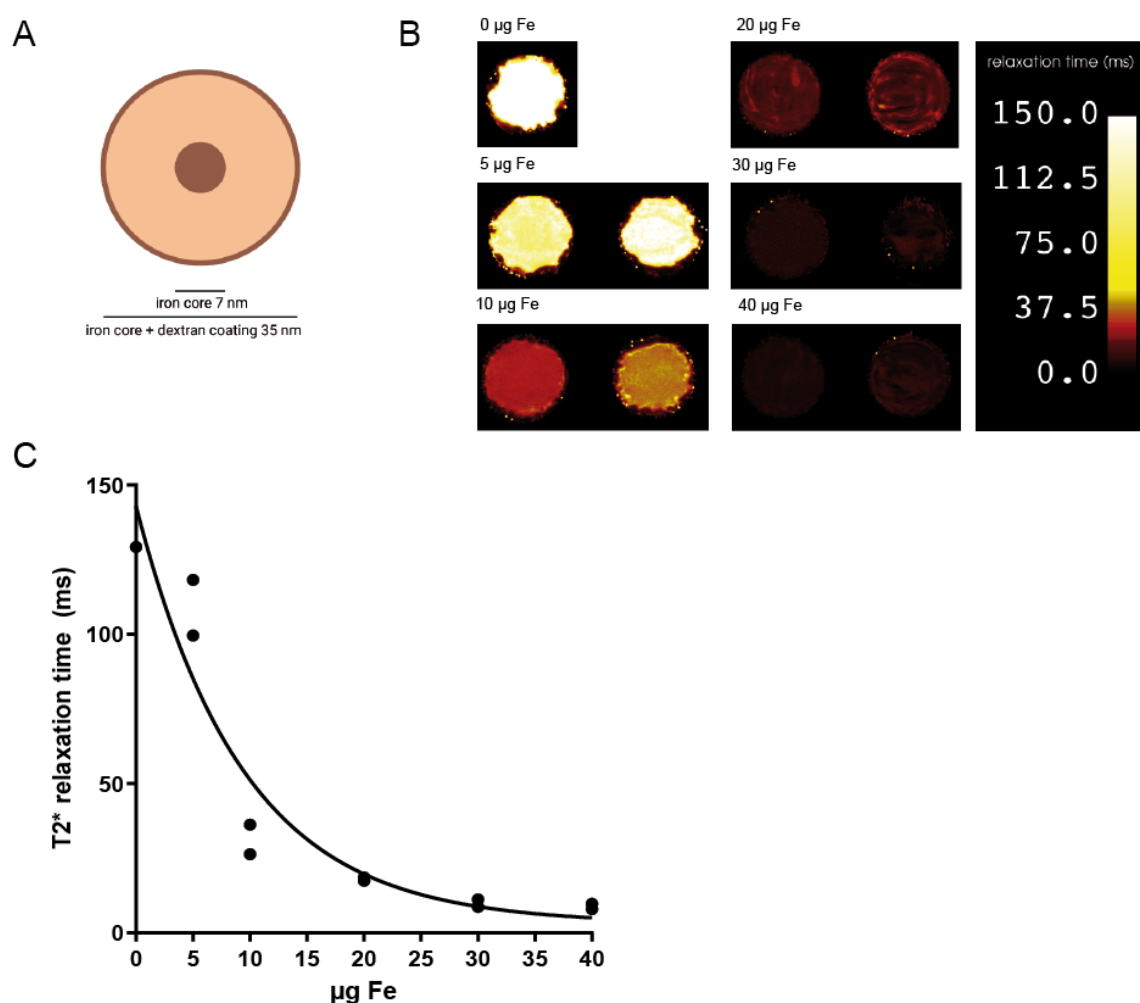 A
iron core 7 nm
iron core + dextran coating 35 nm
B
0 µg Fe
20 µg Fe
5 µg Fe
30 µg Fe
10 µg Fe
40 µg Fe
relaxation time (ms)
150.0
112.5
75.0
37.5
0.0
C
T2* relaxation time (ms)
150
100
50
0
0 5 10 15 20 25 30 35 40
µg Fe